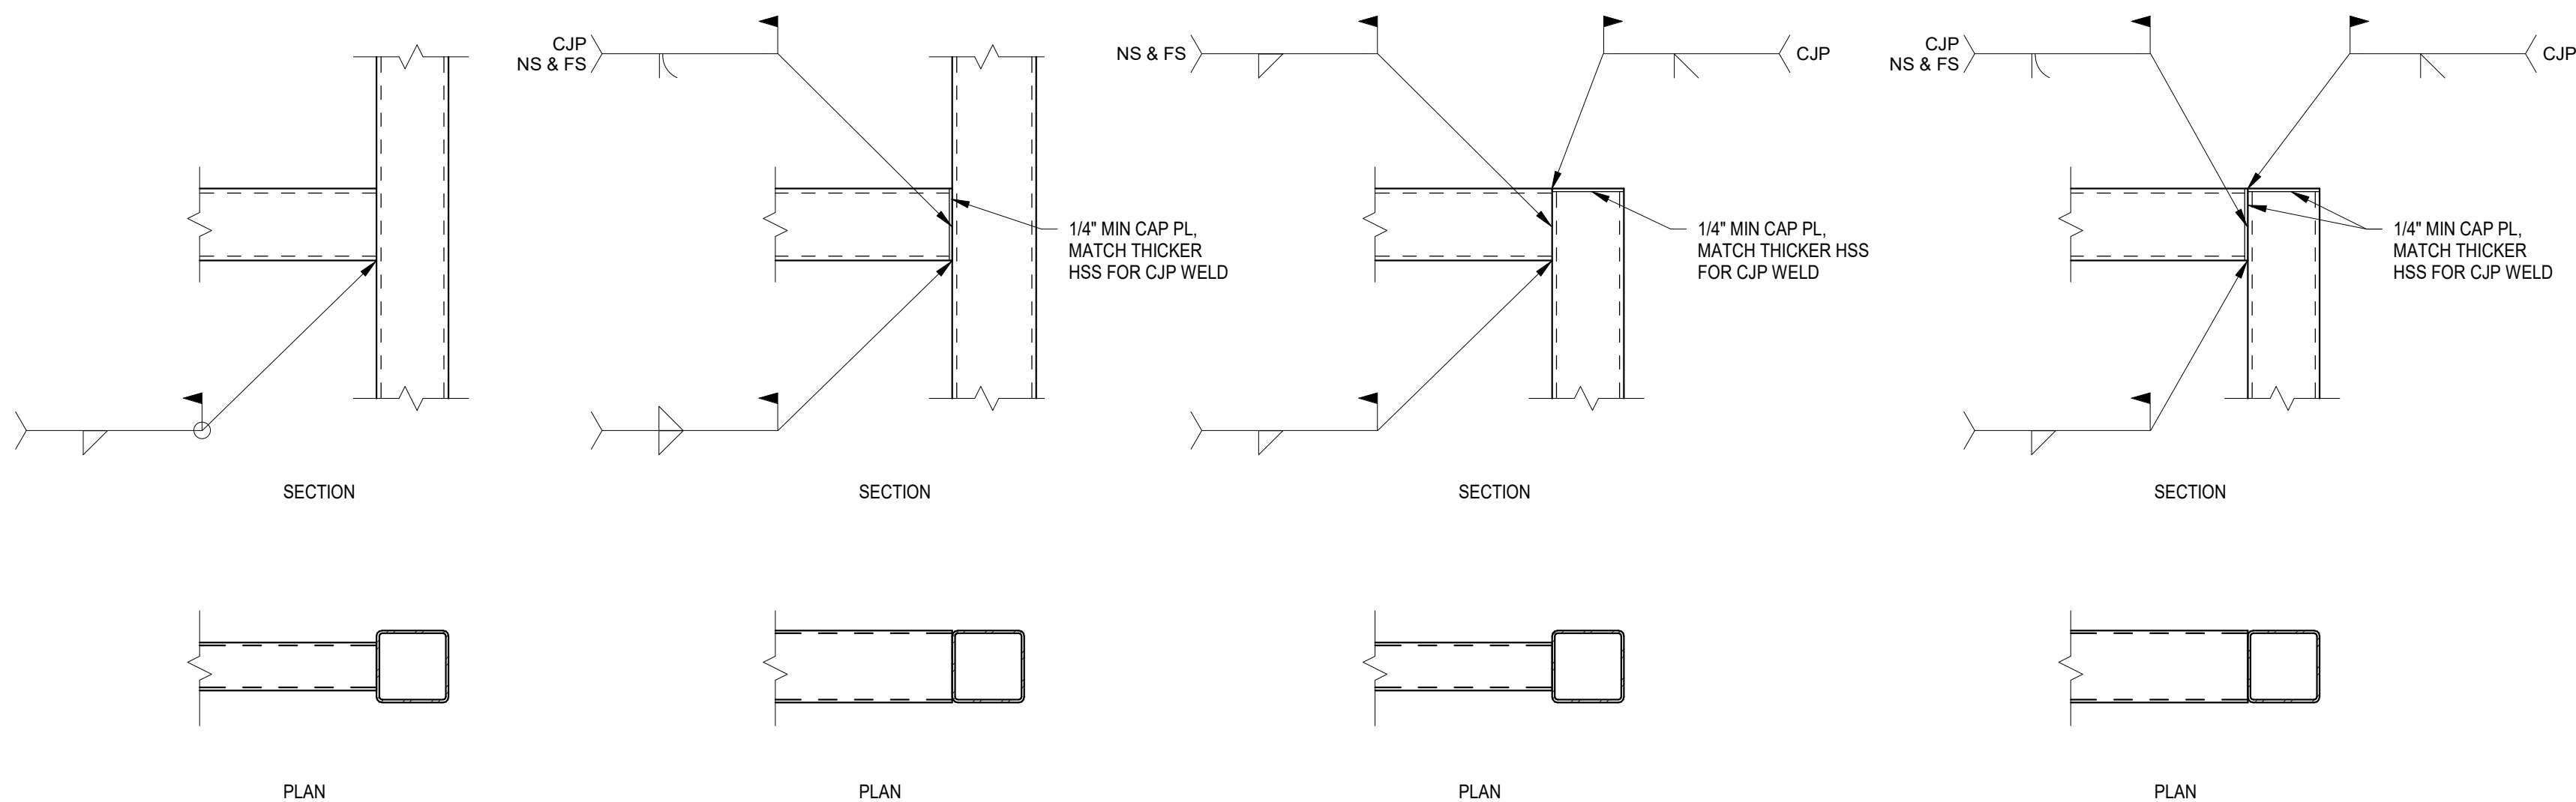 CJP
NS & FS
1/4" MIN CAP PL,
MATCH THICKER
HSS FOR CJP WELD
NS & FS
CJP
1/4" MIN CAP PL,
MATCH THICKER HSS
FOR CJP WELD
CJP
NS & FS
CJP
1/4" MIN CAP PL,
MATCH THICKER
HSS FOR CJP WELD
SECTION
SECTION
SECTION
SECTION
PLAN
PLAN
PLAN
PLAN